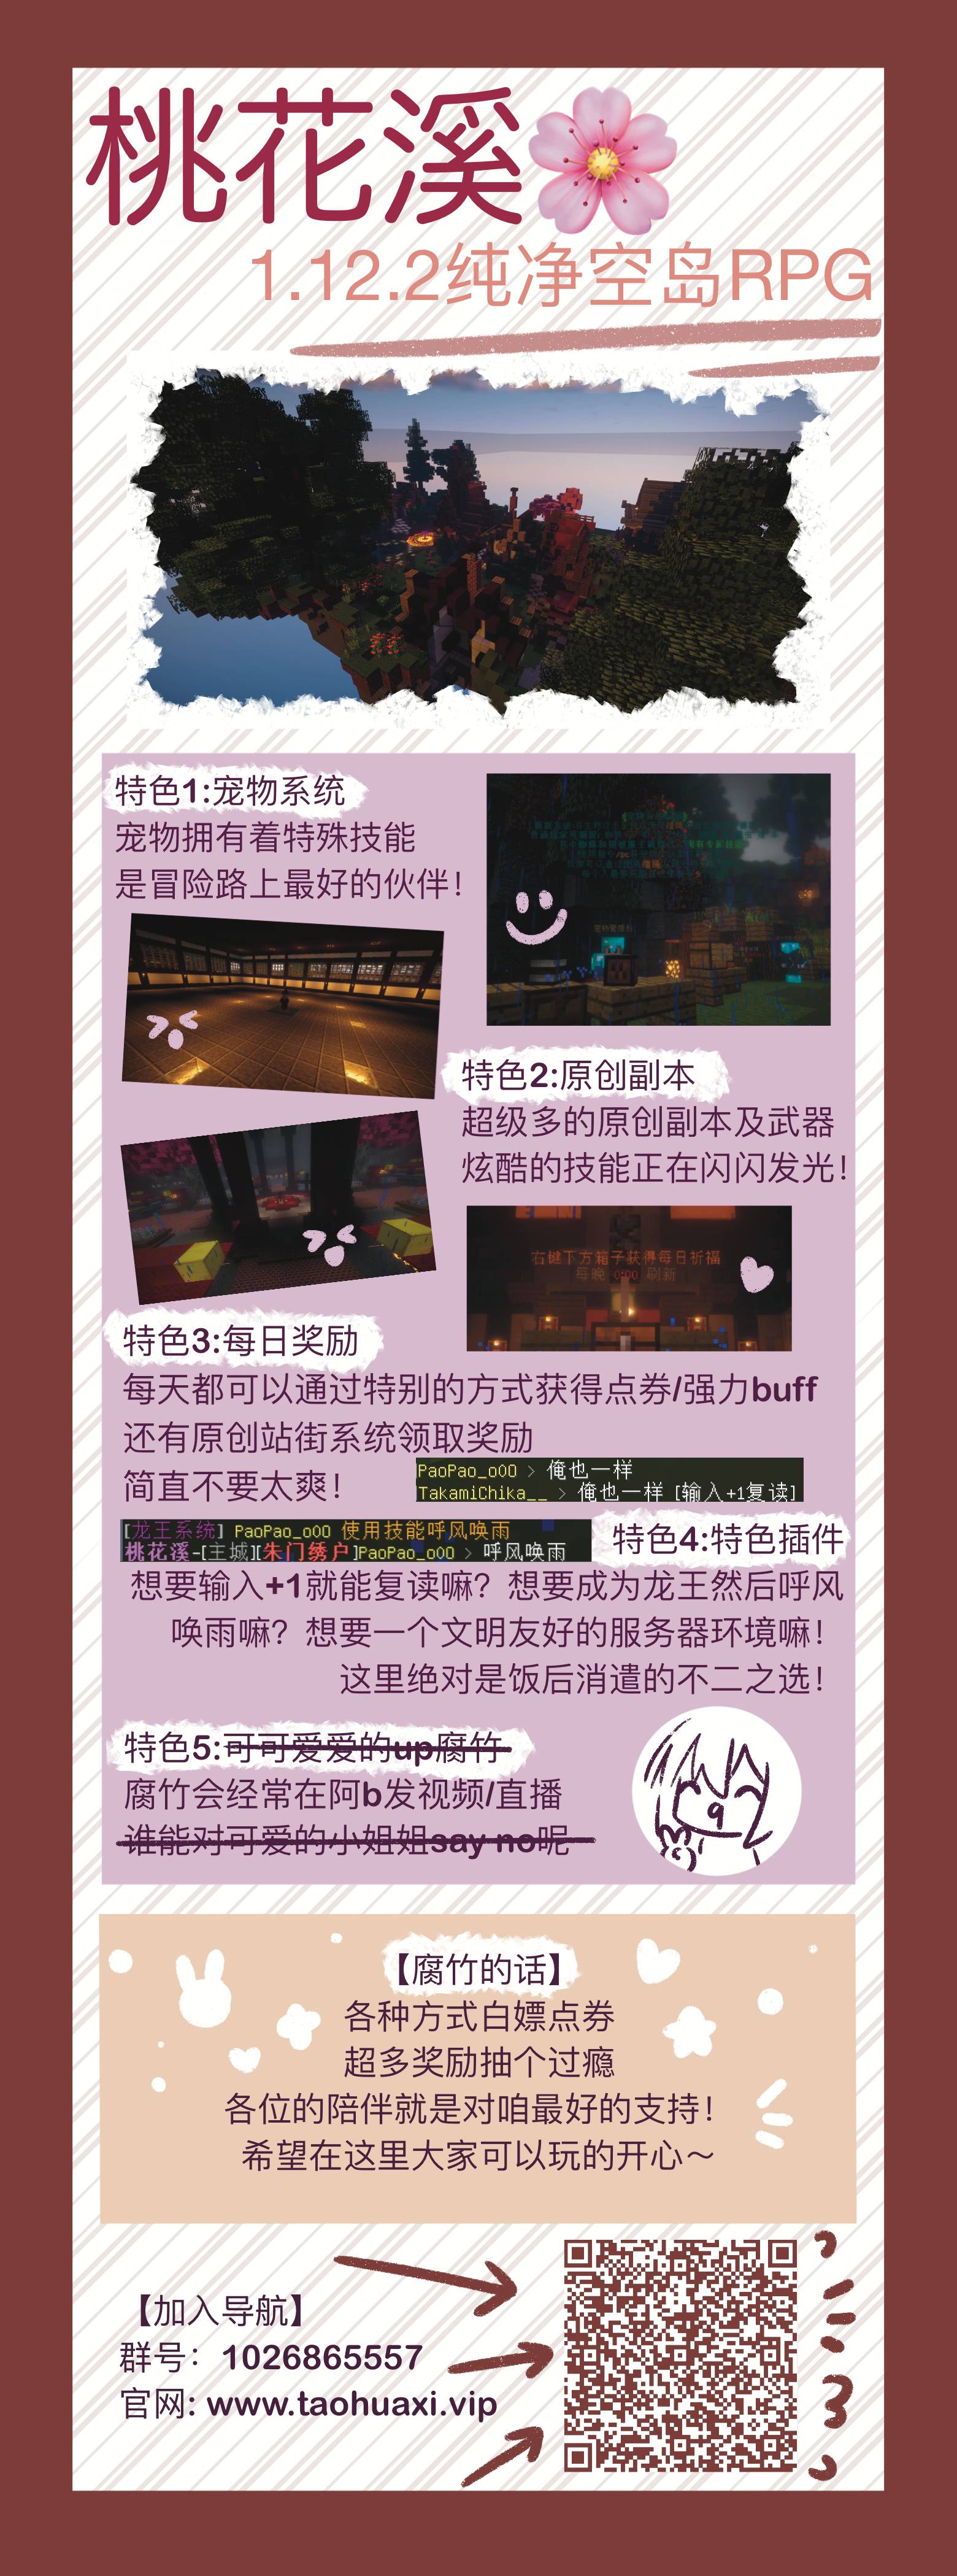 桃花溪
1.12.2纯净空岛RPG
特色1:宠物系统
宠物拥有着特殊技能
是冒险路上最好的伙伴！
特色2:原创副本
超级多的原创副本及武器
炫酷的技能正在闪闪发光！
右键下方箱子获得每日祈福
每晚 0:00 刷新
特色3:每日奖励
每天都可以通过特别的方式获得点券/强力buff
还有原创站街系统领取奖励
简直不要太爽！
PaoPao_o0O > 俺也一样
TakamiChika__ > 俺也一样 [输入+1复读]
[龙王系统] PaoPao_o0O 使用技能呼风唤雨
桃花溪-[主城][朱门绣户]PaoPao_o0O > 呼风唤雨
特色4:特色插件
想要输入+1就能复读嘛？想要成为龙王然后呼风
唤雨嘛？想要一个文明友好的服务器环境嘛！
这里绝对是饭后消遣的不二之选！
特色5:可可爱爱的up腐竹
腐竹会经常在阿b发视频/直播
谁能对可爱的小姐姐say no呢
【腐竹的话】
各种方式白嫖点券
超多奖励抽个过瘾
各位的陪伴就是对咱最好的支持！
希望在这里大家可以玩的开心～
【加入导航】
群号：1026865557
官网: www.taohuaxi.vip